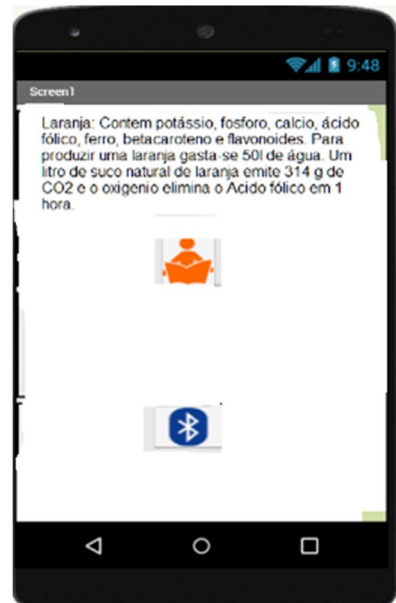 9:48
Screen1
Laranja: Contem potássio, fosforo, calcio, ácido
fólico, ferro, betacaroteno e flavonoides. Para
produzir uma laranja gasta-se 50l de água. Um
litro de suco natural de laranja emite 314 g de
CO2 e o oxigenio elimina o Acido fólico em 1
hora.